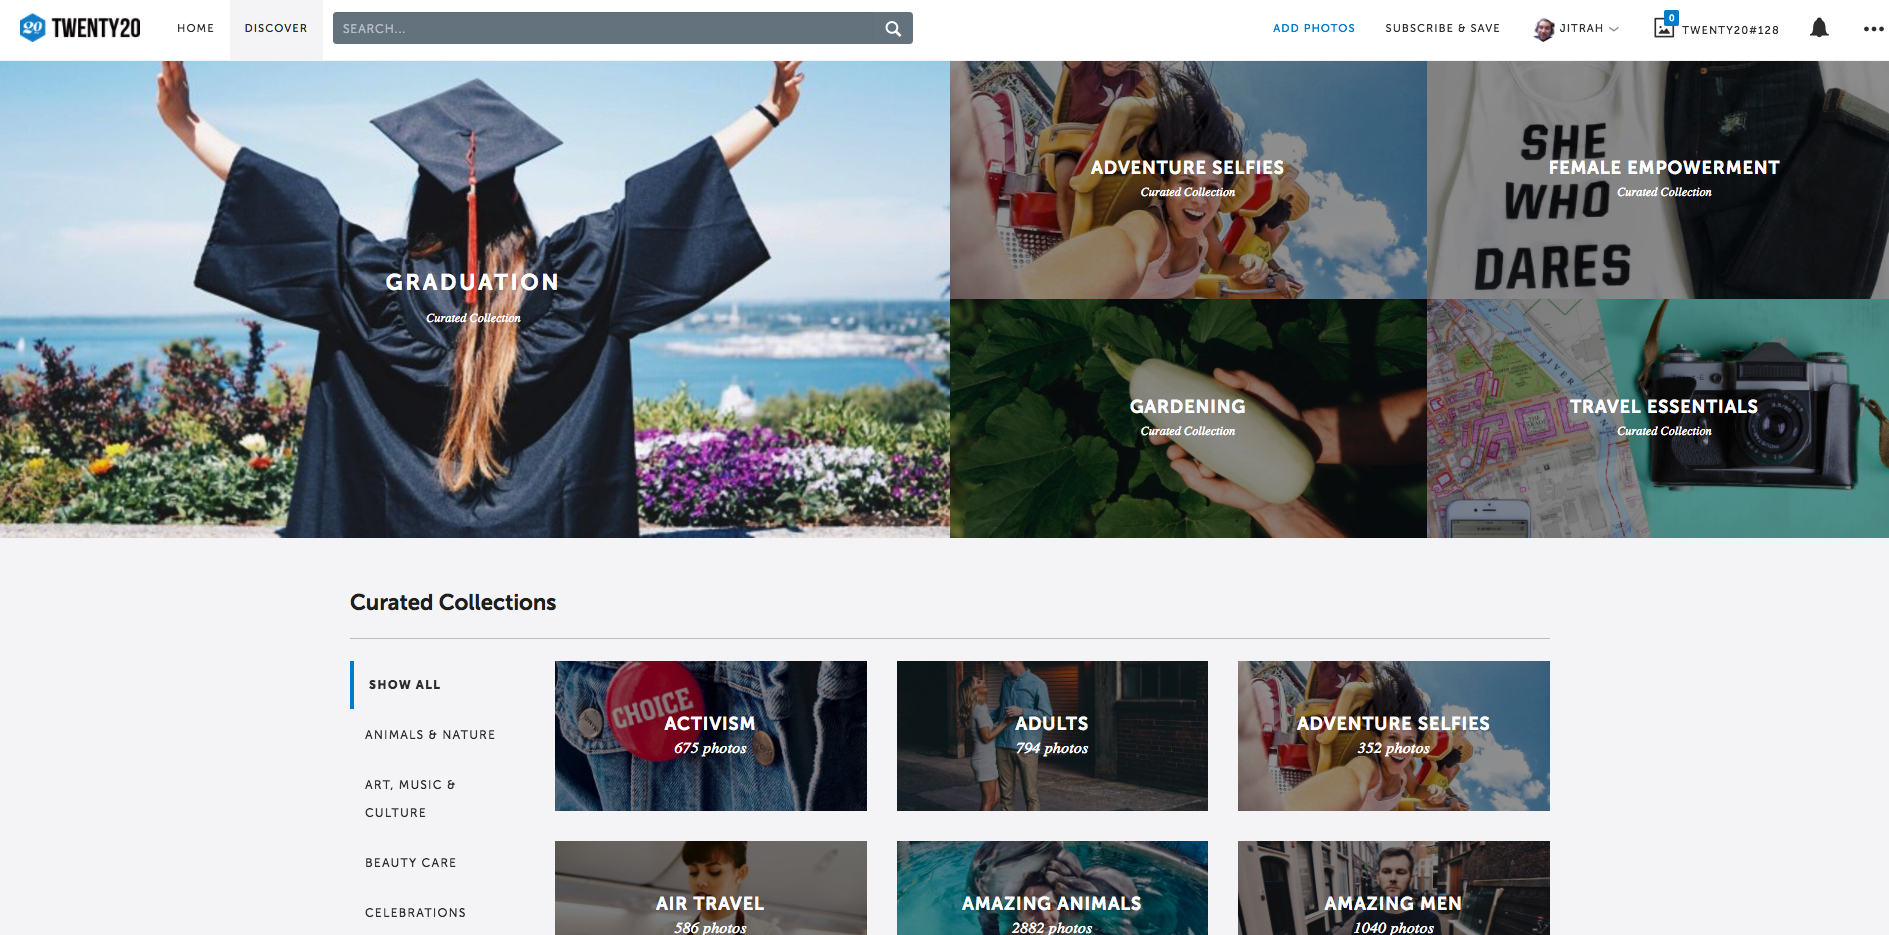 20 TWENTY20
HOME
DISCOVER
SEARCH...
ADD PHOTOS
SUBSCRIBE & SAVE
JITRAH
0
TWENTY20#128
GRADUATION
Curated Collection
ADVENTURE SELFIES
Curated Collection
SHE
WHO
DARES
FEMALE EMPOWERMENT
Curated Collection
GARDENING
Curated Collection
RIVER
TRAVEL ESSENTIALS
Curated Collection
Curated Collections
SHOW ALL
ANIMALS & NATURE
ART, MUSIC &
CULTURE
BEAUTY CARE
CELEBRATIONS
CHOICE
ACTIVISM
675 photos
ADULTS
794 photos
ADVENTURE SELFIES
352 photos
AIR TRAVEL
586 photos
AMAZING ANIMALS
2882 photos
AMAZING MEN
1040 photos